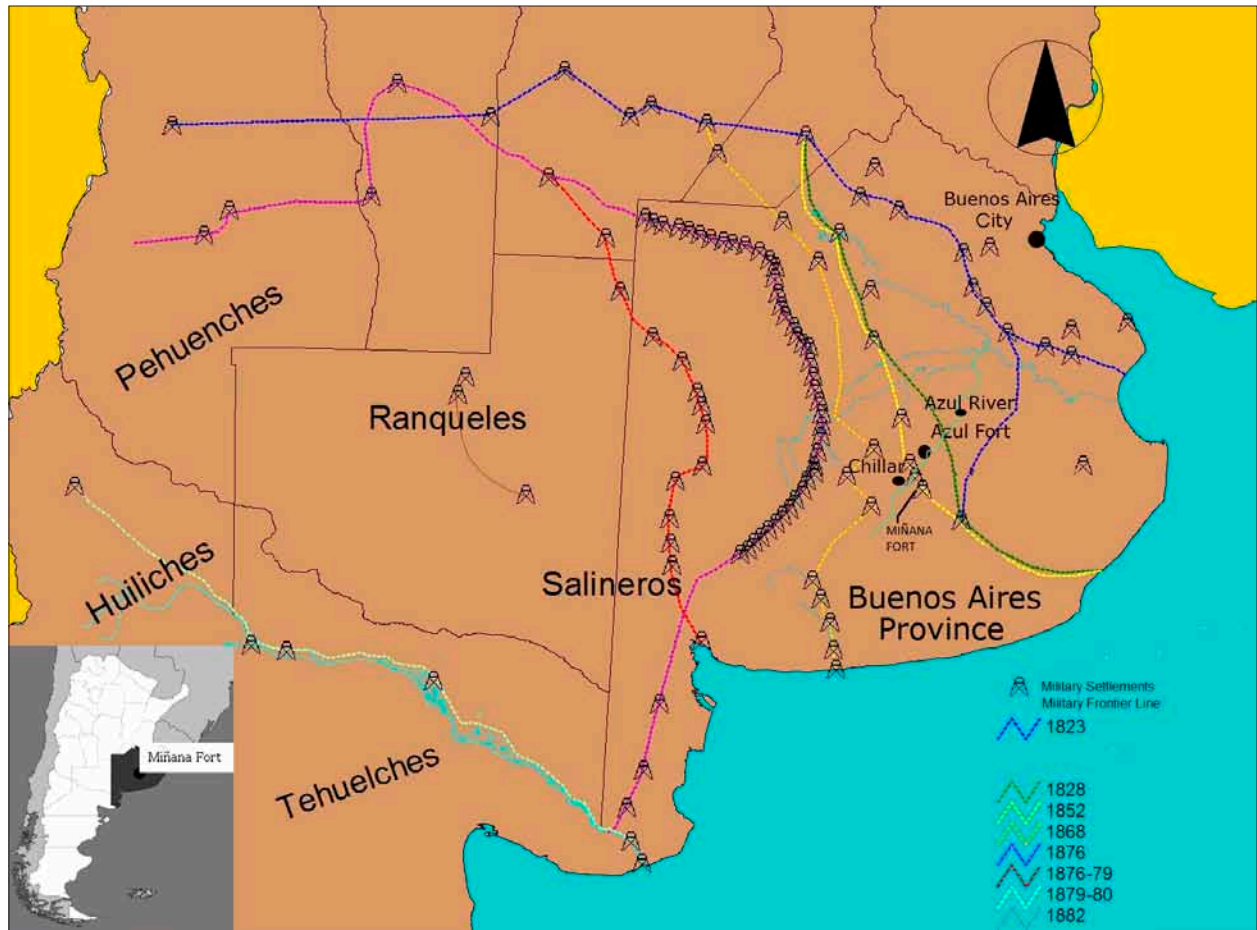 Buenos Aires
City
Pehuenches
Ranqueles
Azul River
Azul Fort
Chillar
MIÑANA
FORT
Huiliches
Salineros
Buenos Aires
Province
Tehuelches
Miñana Fort
Military Settlements
Military Frontier Line
1823
1828
1852
1868
1876
1876-79
1879-80
1882